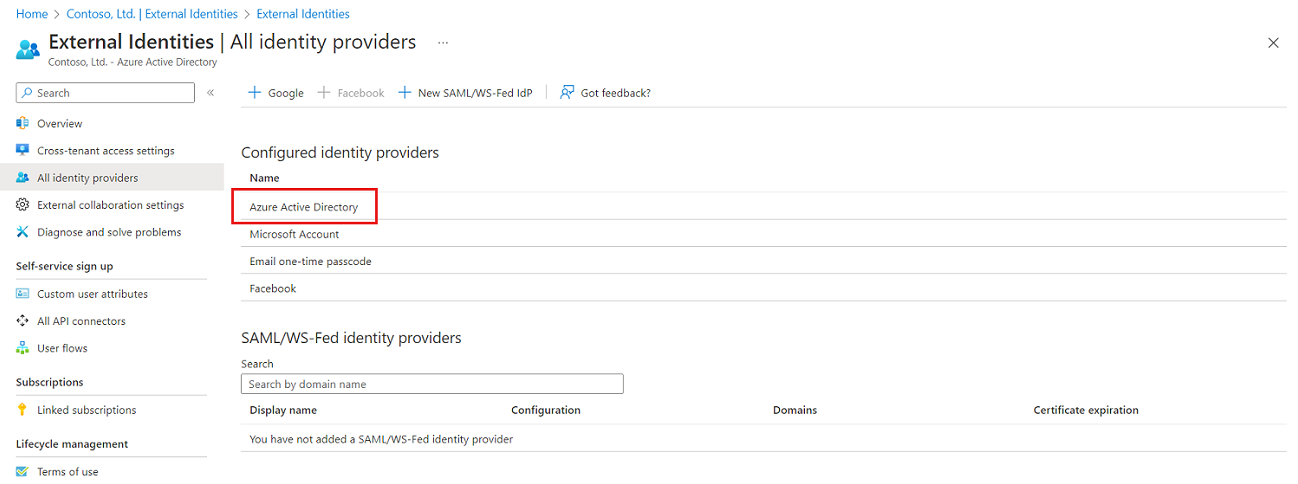 Home > Contoso, Ltd. | External Identities > External Identities
External Identities | All identity providers ...
Contoso, Ltd. - Azure Active Directory
Search «
Overview
Cross-tenant access settings
All identity providers
External collaboration settings
Diagnose and solve problems
Self-service sign up
Custom user attributes
All API connectors
User flows
Subscriptions
Linked subscriptions
Lifecycle management
Terms of use
Google Facebook New SAML/WS-Fed IdP Got feedback?
Configured identity providers
Name
Azure Active Directory
Microsoft Account
Email one-time passcode
Facebook
SAML/WS-Fed identity providers
Search
Search by domain name
Display name Configuration Domains Certificate expiration
You have not added a SAML/WS-Fed identity provider